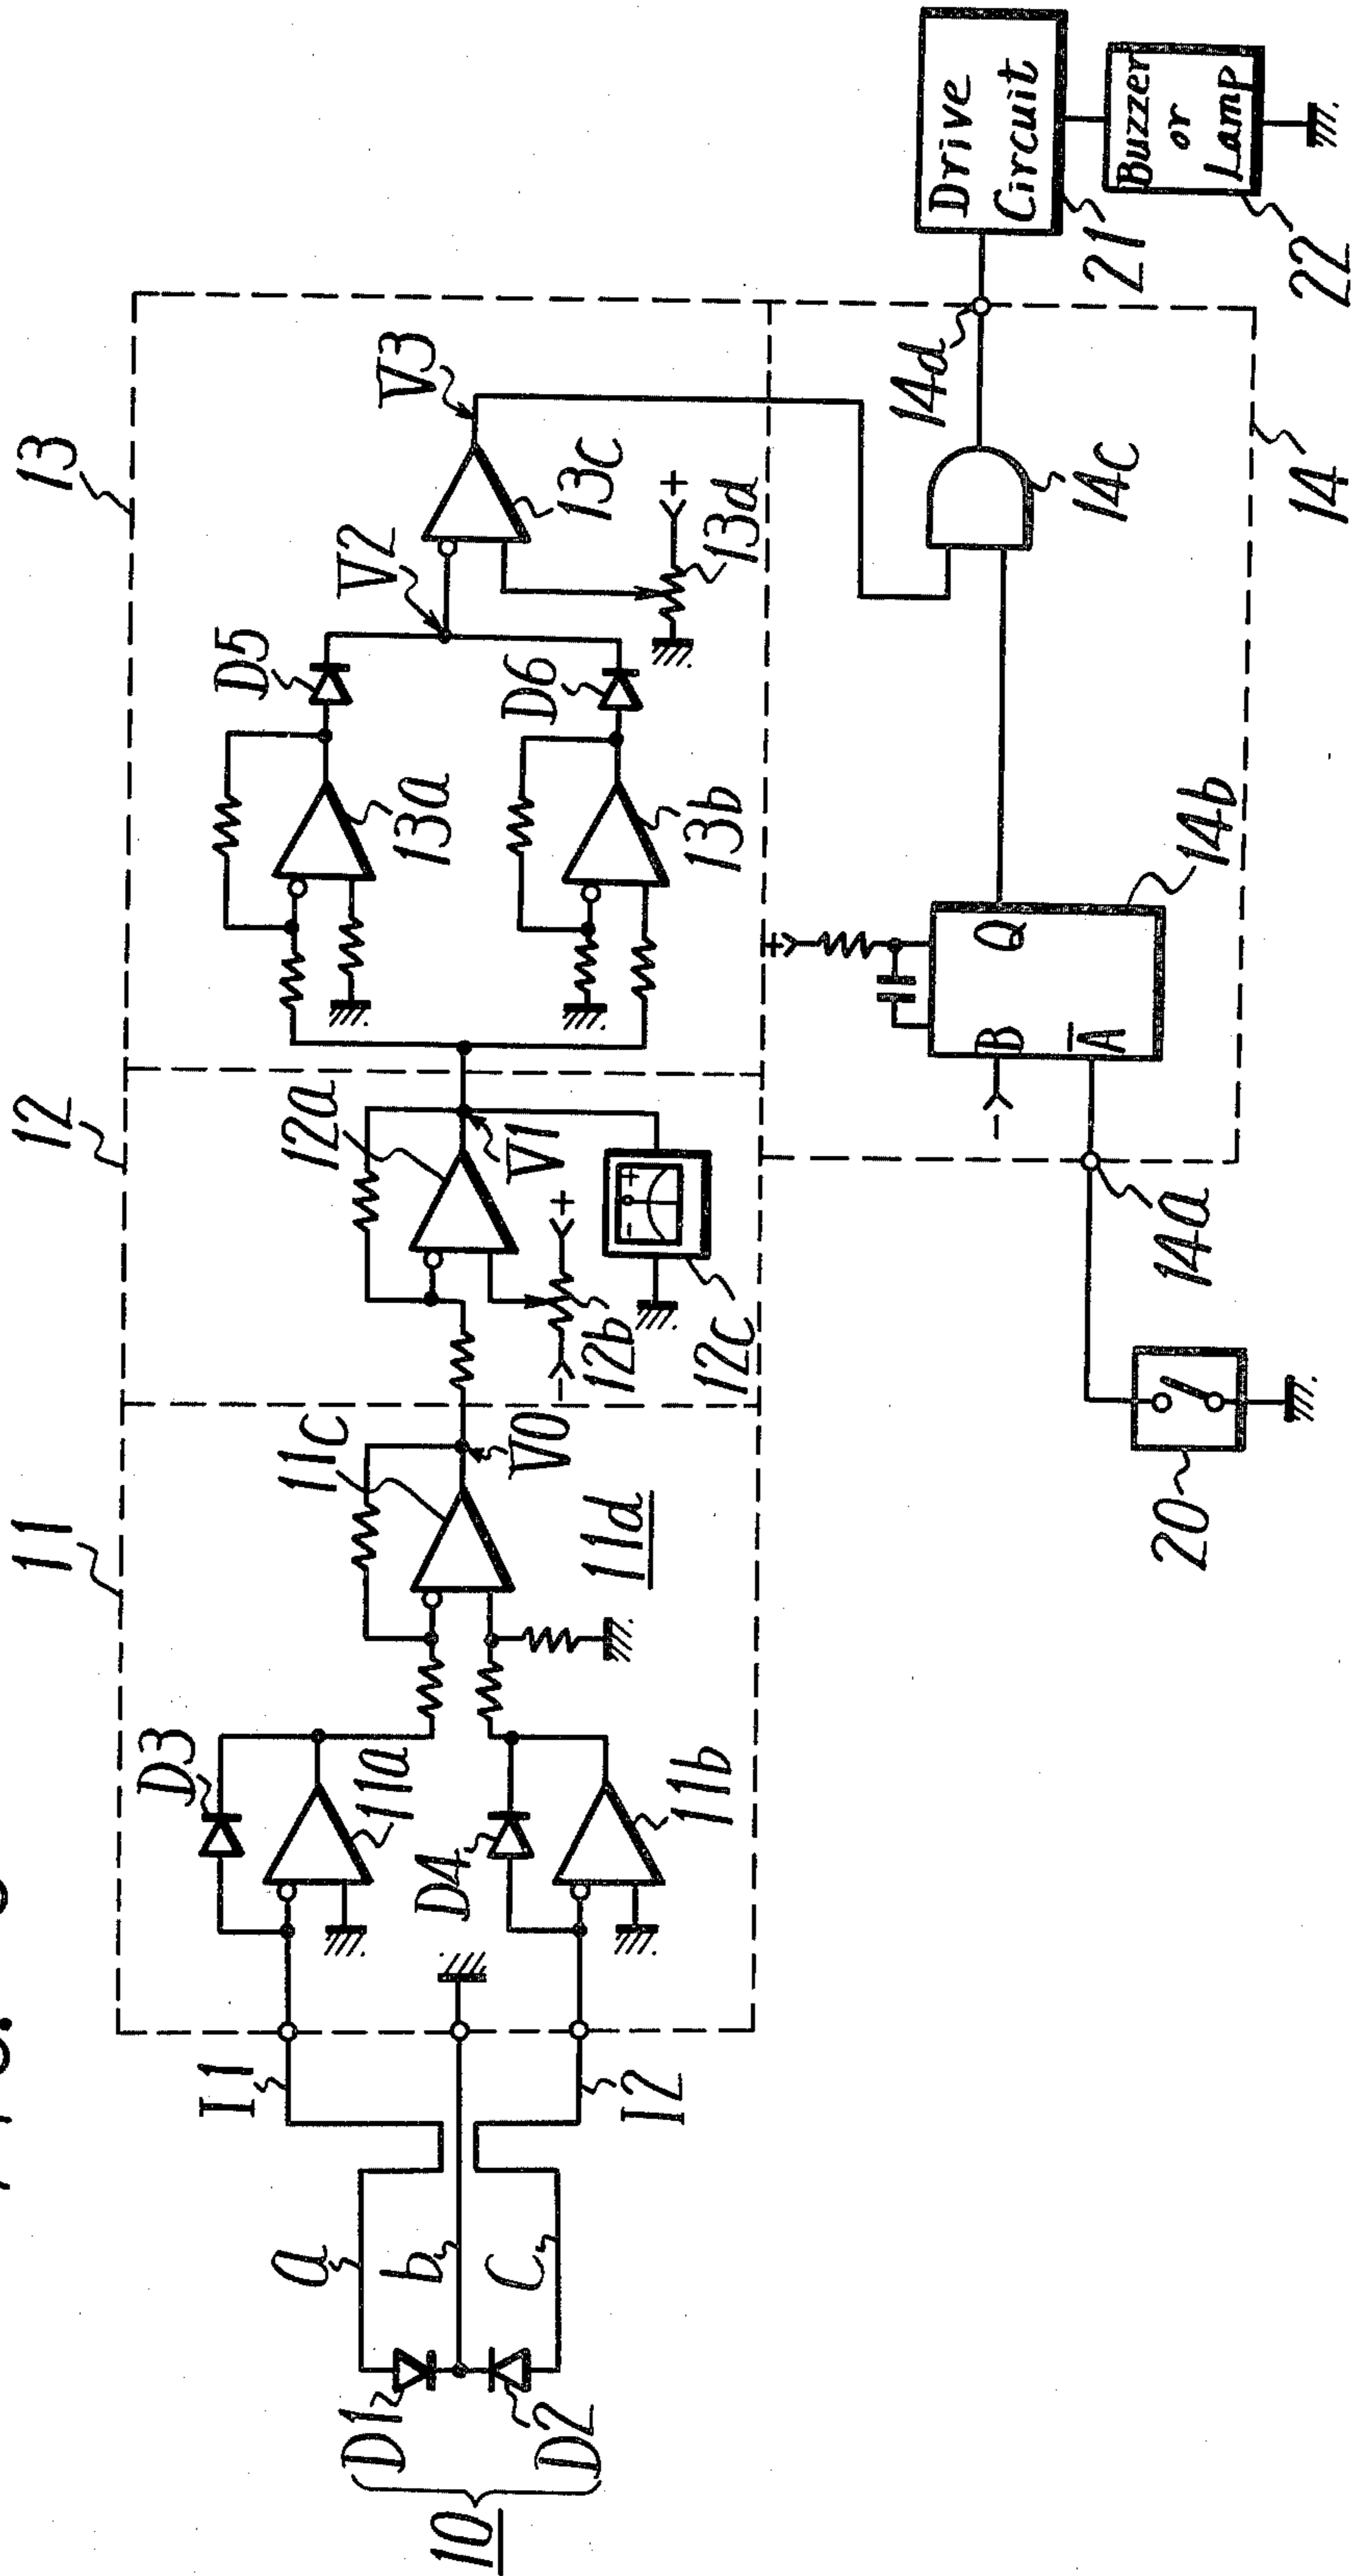 11
12
13
D3
11a
11c
12a
D5
13a
V2
V3
13c
I1
a
b
c
D1
D2
10
I2
D4
11b
11d
V0
V1
- +
12b
- +
12c
D6
13b
+
13d
+
B
Ā
Q
14b
14a
20
14c
14d
14
Drive
Circuit
21
Buzzer
or
Lamp
22